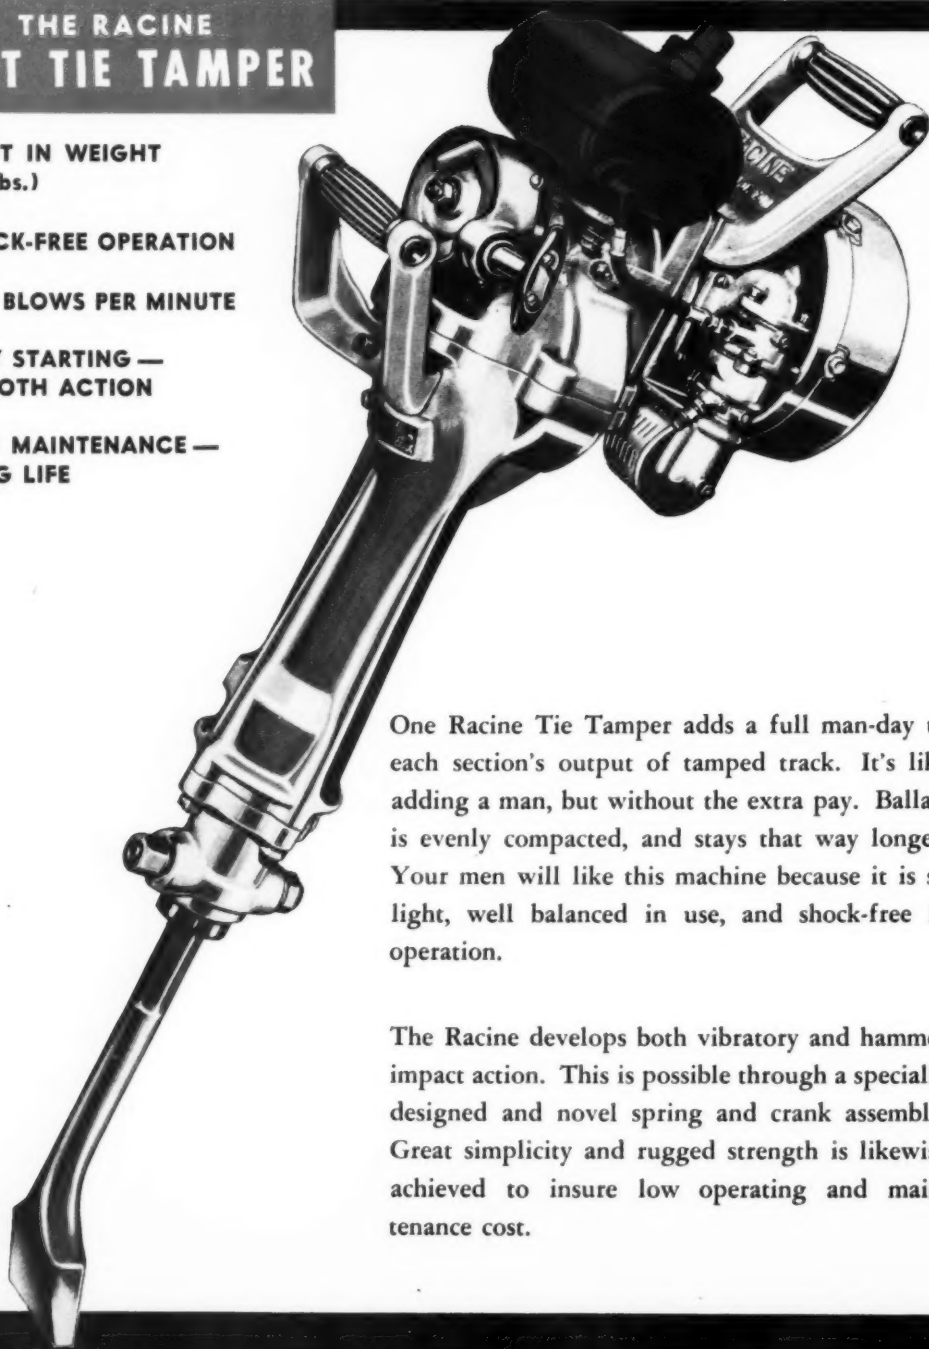 THE RACINE
T TIE TAMPER
T IN WEIGHT
bs.)
CK-FREE OPERATION
BLOWS PER MINUTE
Y STARTING —
OTH ACTION
MAINTENANCE —
G LIFE
CINE
One Racine Tie Tamper adds a full man-day
each section's output of tamped track. It's lik
adding a man, but without the extra pay. Balla
is evenly compacted, and stays that way longe
Your men will like this machine because it is s
light, well balanced in use, and shock-free
operation.
The Racine develops both vibratory and hamme
impact action. This is possible through a special
designed and novel spring and crank assembl
Great simplicity and rugged strength is likewi
achieved to insure low operating and main
tenance cost.